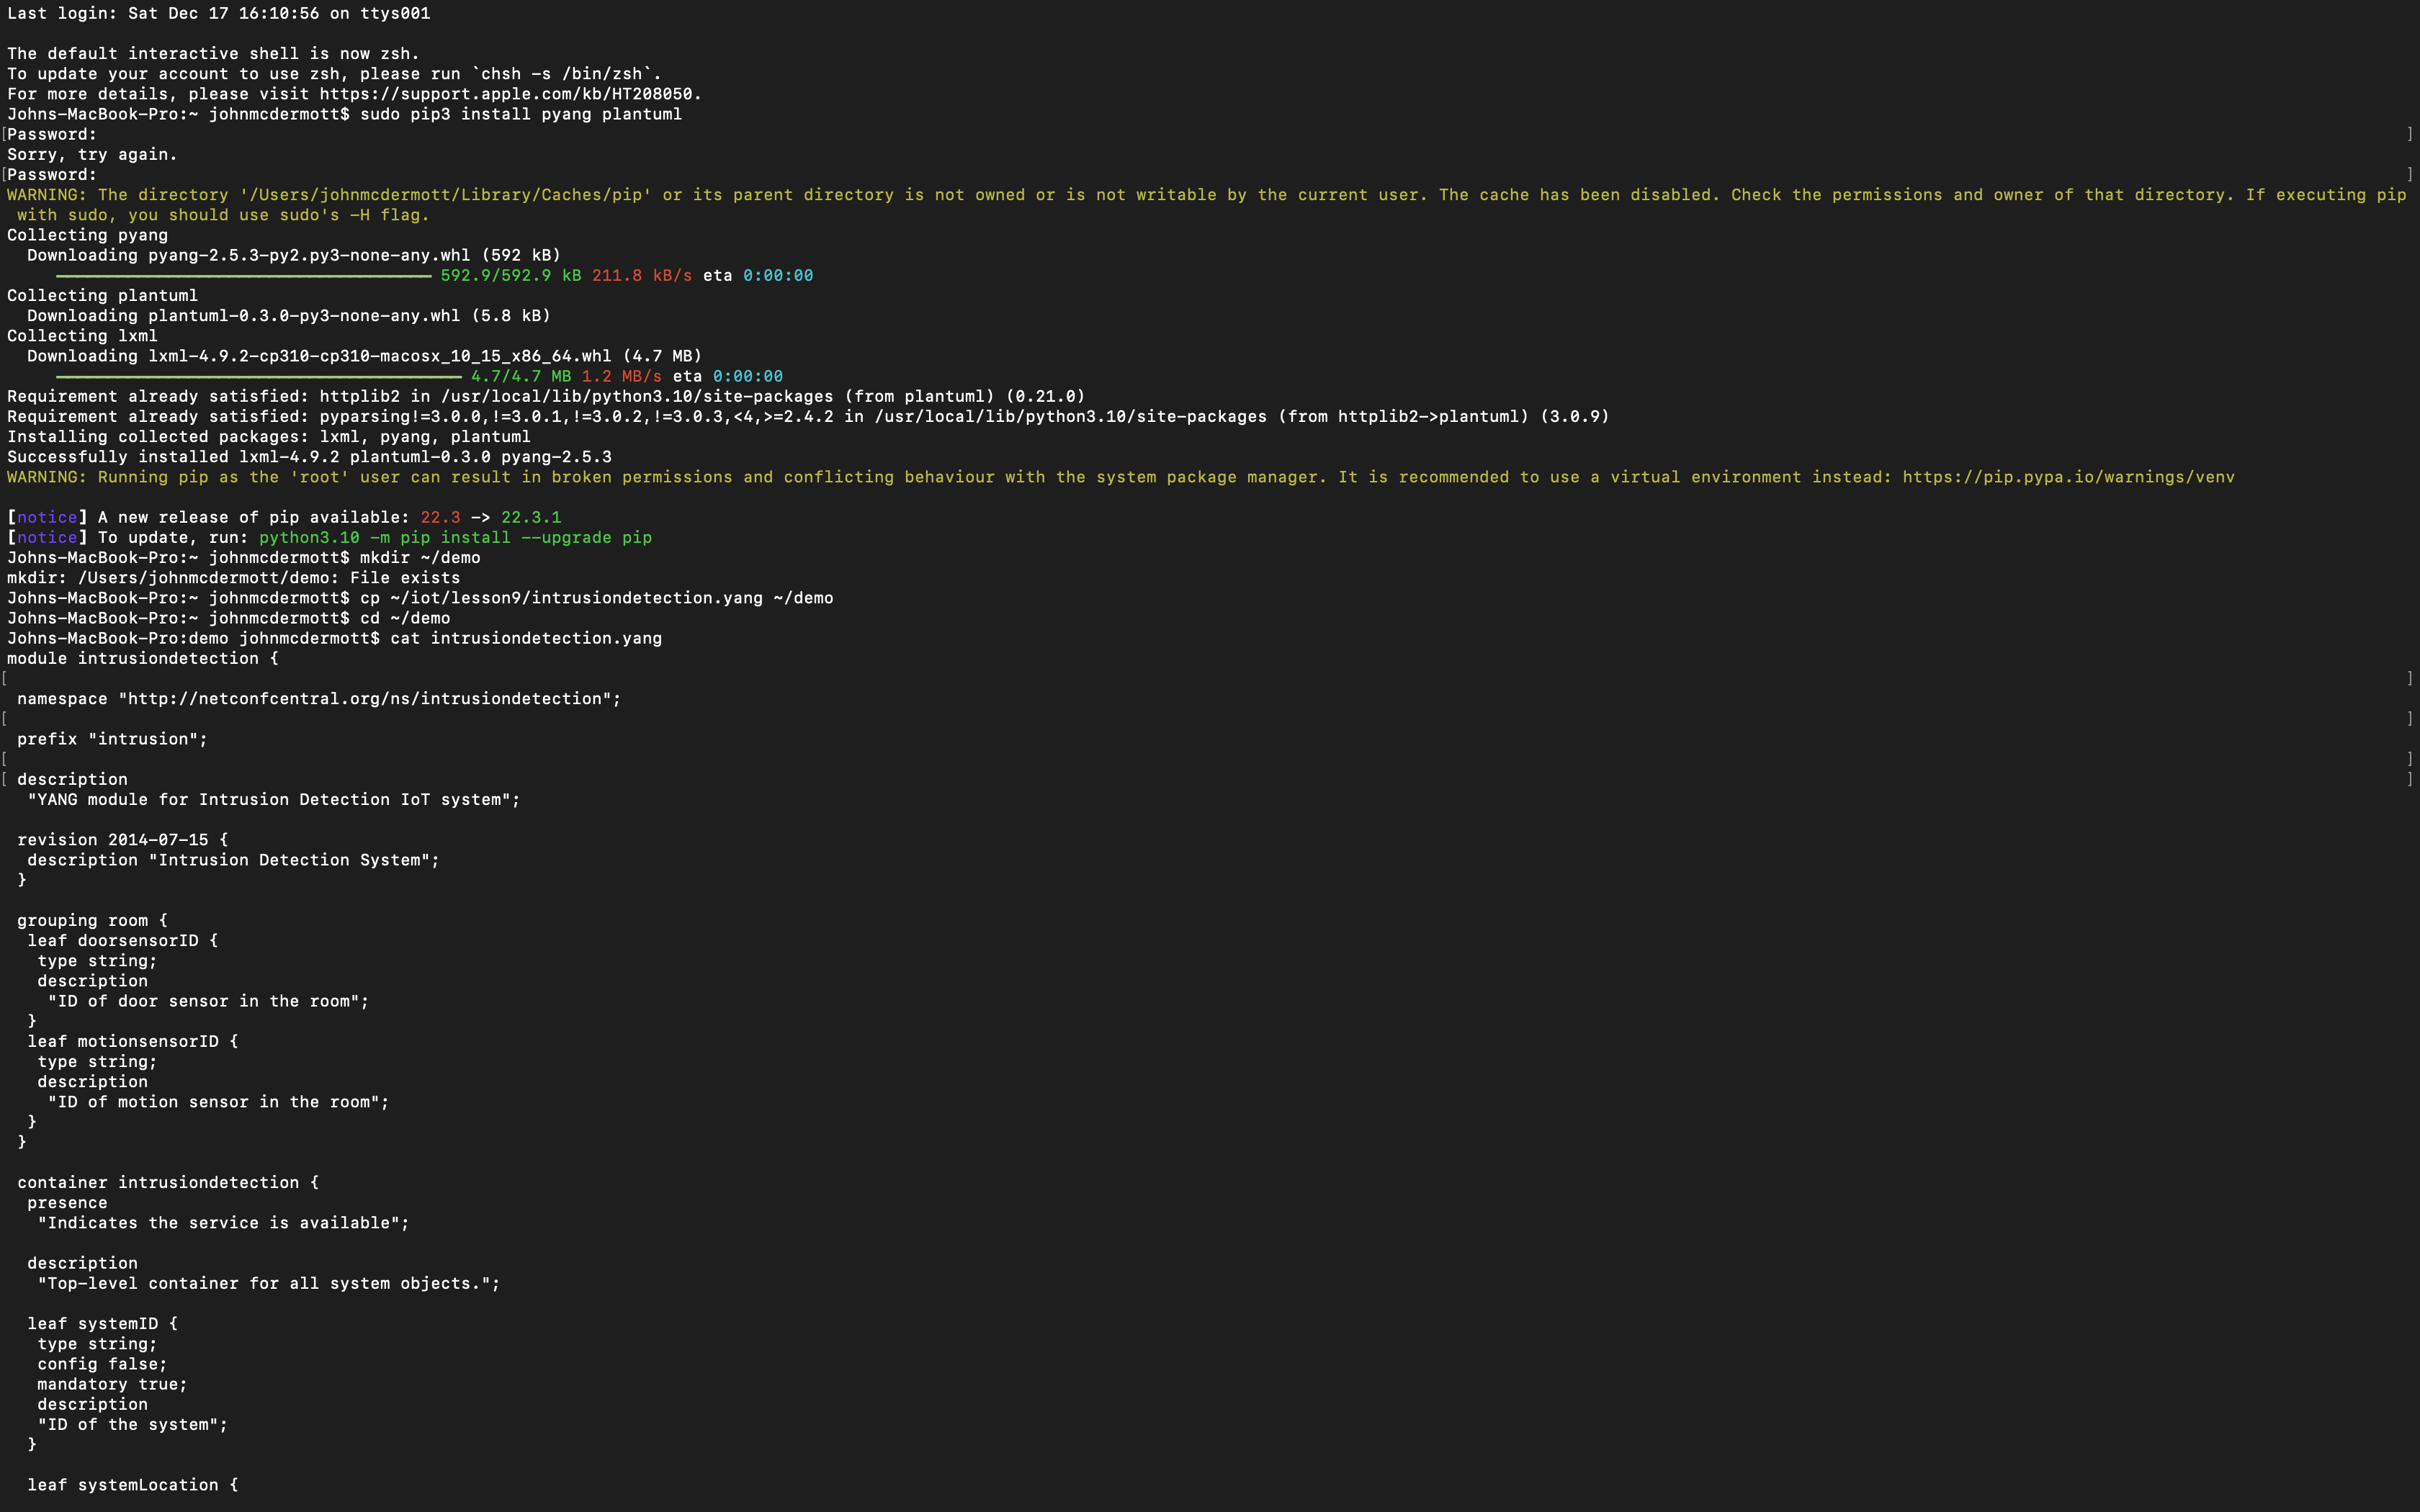 Last login: Sat Dec 17 16:10:56 on ttys001
The default interactive shell is now zsh.
To update your account to use zsh, please run `chsh -s /bin/zsh`.
For more details, please visit https://support.apple.com/kb/HT208050.
Johns-MacBook-Pro:~ johnmcdermott$ sudo pip3 install pyang plantuml
[Password: ]
Sorry, try again.
[Password: ]
WARNING: The directory '/Users/johnmcdermott/Library/Caches/pip' or its parent directory is not owned or is not writable by the current user. The cache has been disabled. Check the permissions and owner of that directory. If executing pip
 with sudo, you should use sudo's -H flag.
Collecting pyang
  Downloading pyang-2.5.3-py2.py3-none-any.whl (592 kB)
     592.9/592.9 kB 211.8 kB/s eta 0:00:00
Collecting plantuml
  Downloading plantuml-0.3.0-py3-none-any.whl (5.8 kB)
Collecting lxml
  Downloading lxml-4.9.2-cp310-cp310-macosx_10_15_x86_64.whl (4.7 MB)
     4.7/4.7 MB 1.2 MB/s eta 0:00:00
Requirement already satisfied: httplib2 in /usr/local/lib/python3.10/site-packages (from plantuml) (0.21.0)
Requirement already satisfied: pyparsing!=3.0.0,!=3.0.1,!=3.0.2,!=3.0.3,<4,>=2.4.2 in /usr/local/lib/python3.10/site-packages (from httplib2->plantuml) (3.0.9)
Installing collected packages: lxml, pyang, plantuml
Successfully installed lxml-4.9.2 plantuml-0.3.0 pyang-2.5.3
WARNING: Running pip as the 'root' user can result in broken permissions and conflicting behaviour with the system package manager. It is recommended to use a virtual environment instead: https://pip.pypa.io/warnings/venv
[notice] A new release of pip available: 22.3 -> 22.3.1
[notice] To update, run: python3.10 -m pip install --upgrade pip
Johns-MacBook-Pro:~ johnmcdermott$ mkdir ~/demo
mkdir: /Users/johnmcdermott/demo: File exists
Johns-MacBook-Pro:~ johnmcdermott$ cp ~/iot/lesson9/intrusiondetection.yang ~/demo
Johns-MacBook-Pro:~ johnmcdermott$ cd ~/demo
Johns-MacBook-Pro:demo johnmcdermott$ cat intrusiondetection.yang
module intrusiondetection {
[ ]
 namespace "http://netconfcentral.org/ns/intrusiondetection";
[ ]
 prefix "intrusion";
[ ]
[ description ]
  "YANG module for Intrusion Detection IoT system";
 revision 2014-07-15 {
  description "Intrusion Detection System";
 }
 grouping room {
  leaf doorsensorID {
   type string;
   description
    "ID of door sensor in the room";
  }
  leaf motionsensorID {
   type string;
   description
    "ID of motion sensor in the room";
  }
 }
 container intrusiondetection {
  presence
   "Indicates the service is available";
  description
   "Top-level container for all system objects.";
  leaf systemID {
   type string;
   config false;
   mandatory true;
   description
   "ID of the system";
  }
  leaf systemLocation {